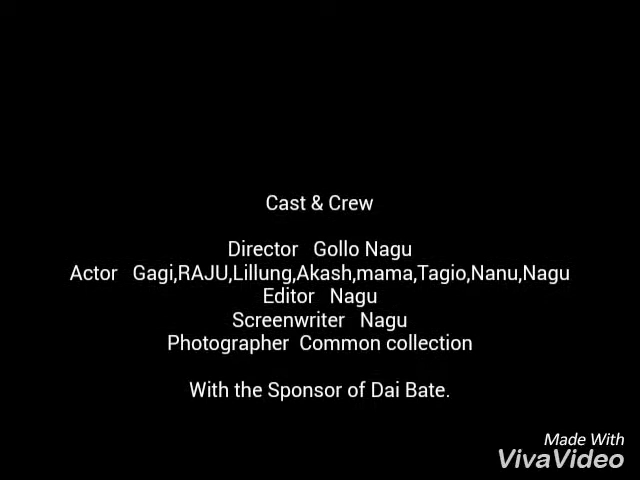 Cast & Crew
Director Gollo Nagu
Actor Gagi,RAJU,Lillung,Akash,mama,Tagio,Nanu,Nagu
Editor Nagu
Screenwriter Nagu
Photographer Common collection
With the Sponsor of Dai Bate.
Made With
VivaVideo